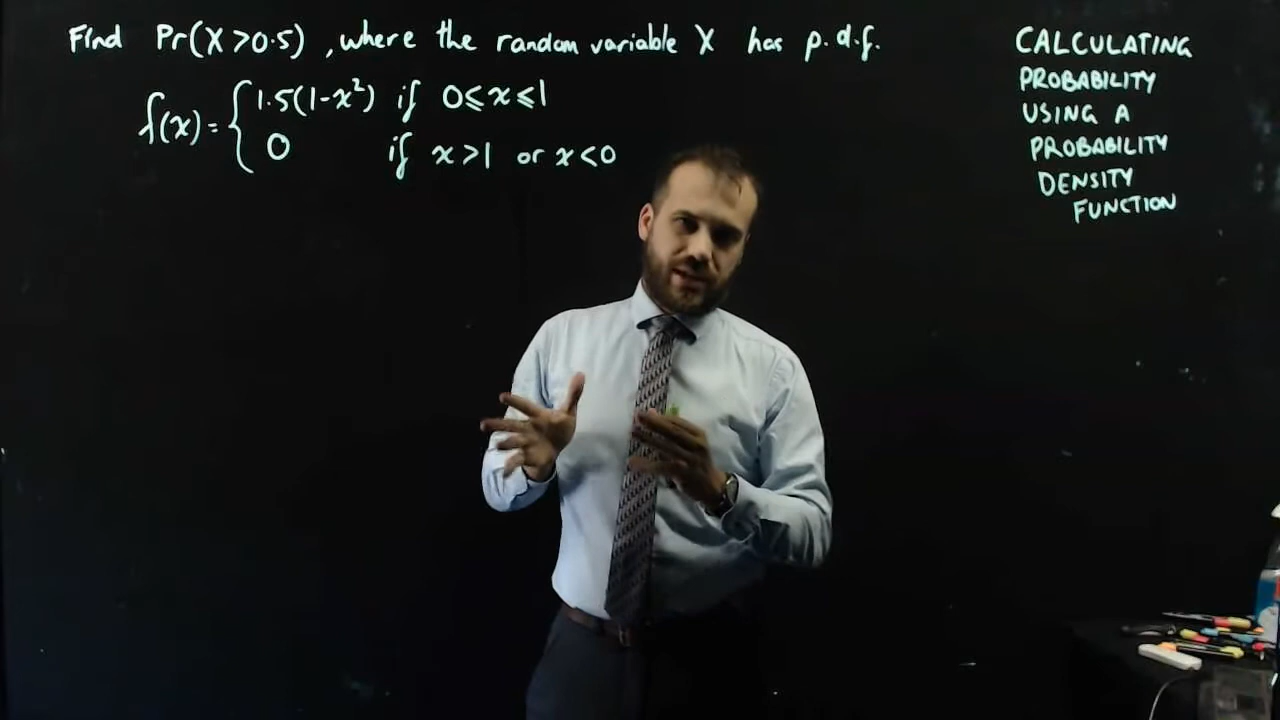 Find Pr(X>0.5), where the random variable X has p.d.f.
f(x)= { 1.5(1-x²) if 0⩽x⩽1
0 if x>1 or x<0
CALCULATING
PROBABILITY
USING A
PROBABILITY
DENSITY
FUNCTION